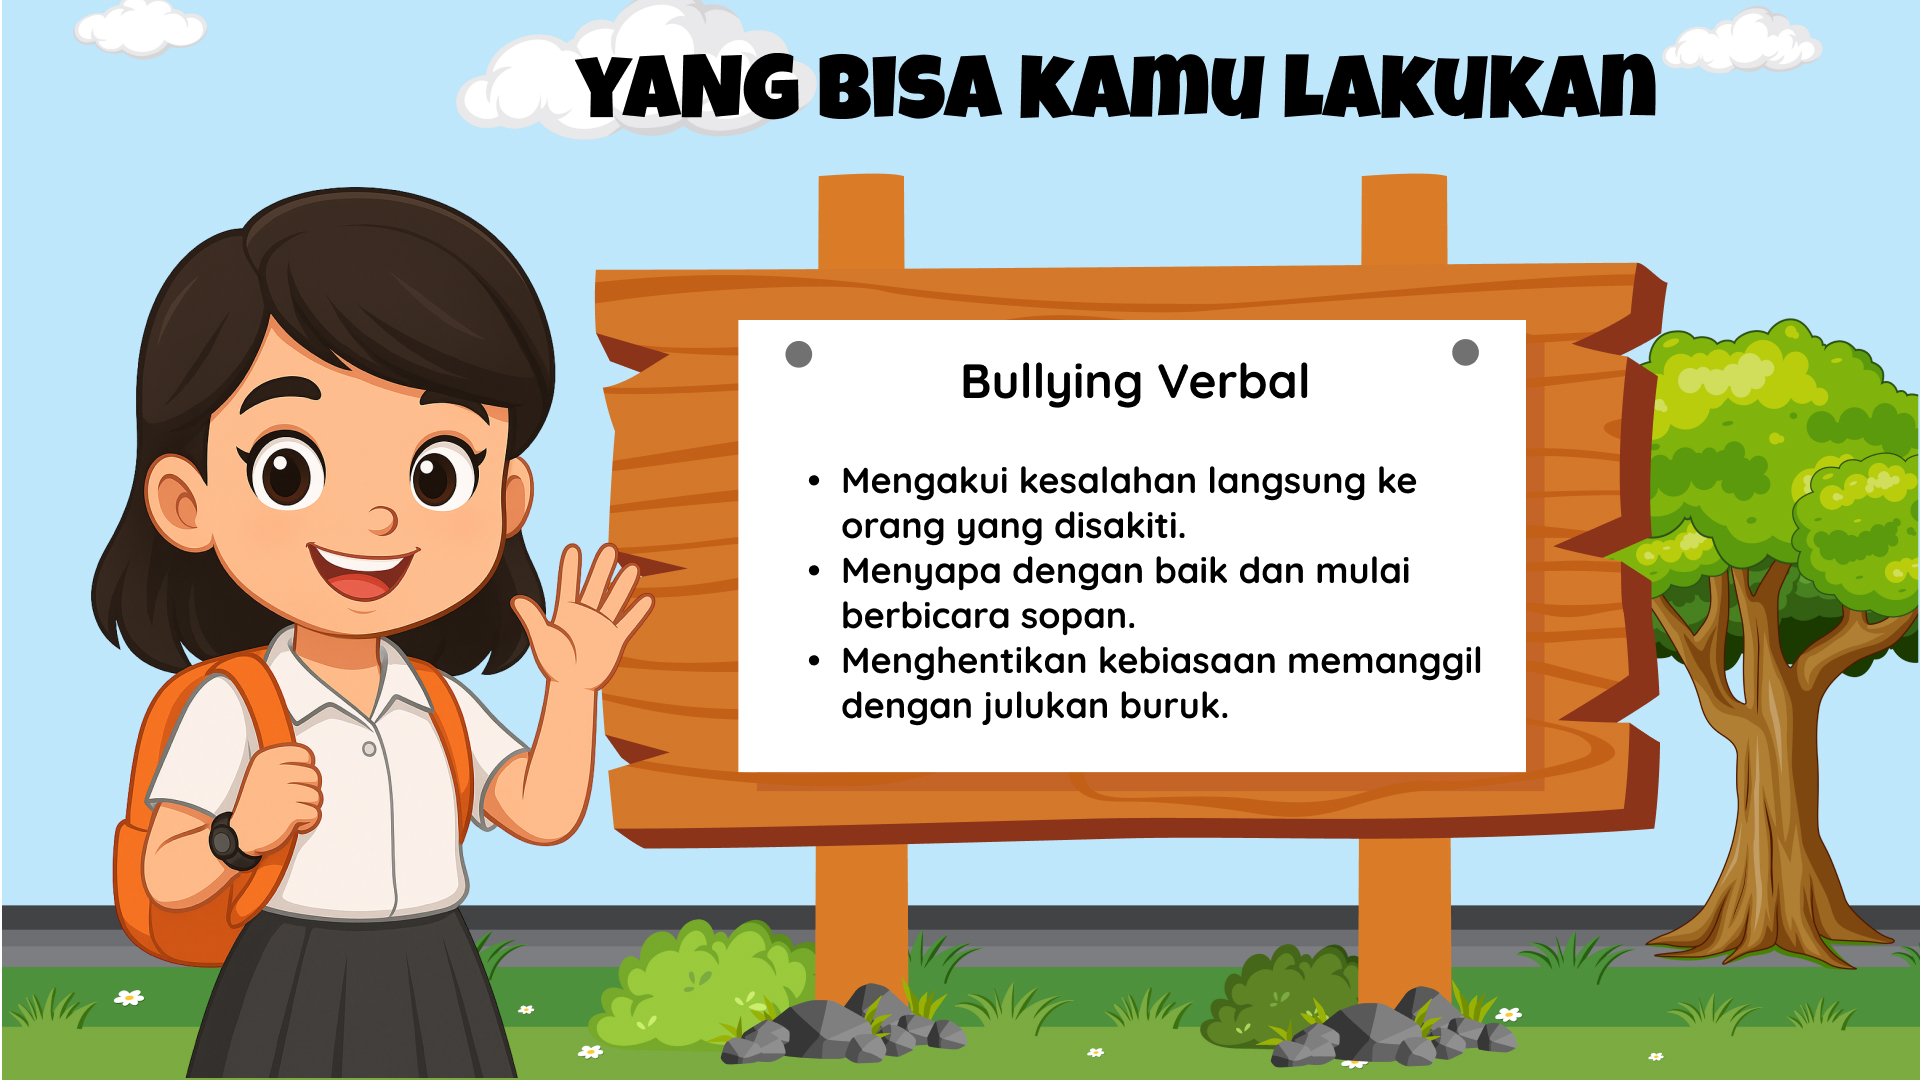 YANG BISA KAMU LAKUKAN
Bullying Verbal
• Mengakui kesalahan langsung ke
orang yang disakiti.
• Menyapa dengan baik dan mulai
berbicara sopan.
• Menghentikan kebiasaan memanggil
dengan julukan buruk.